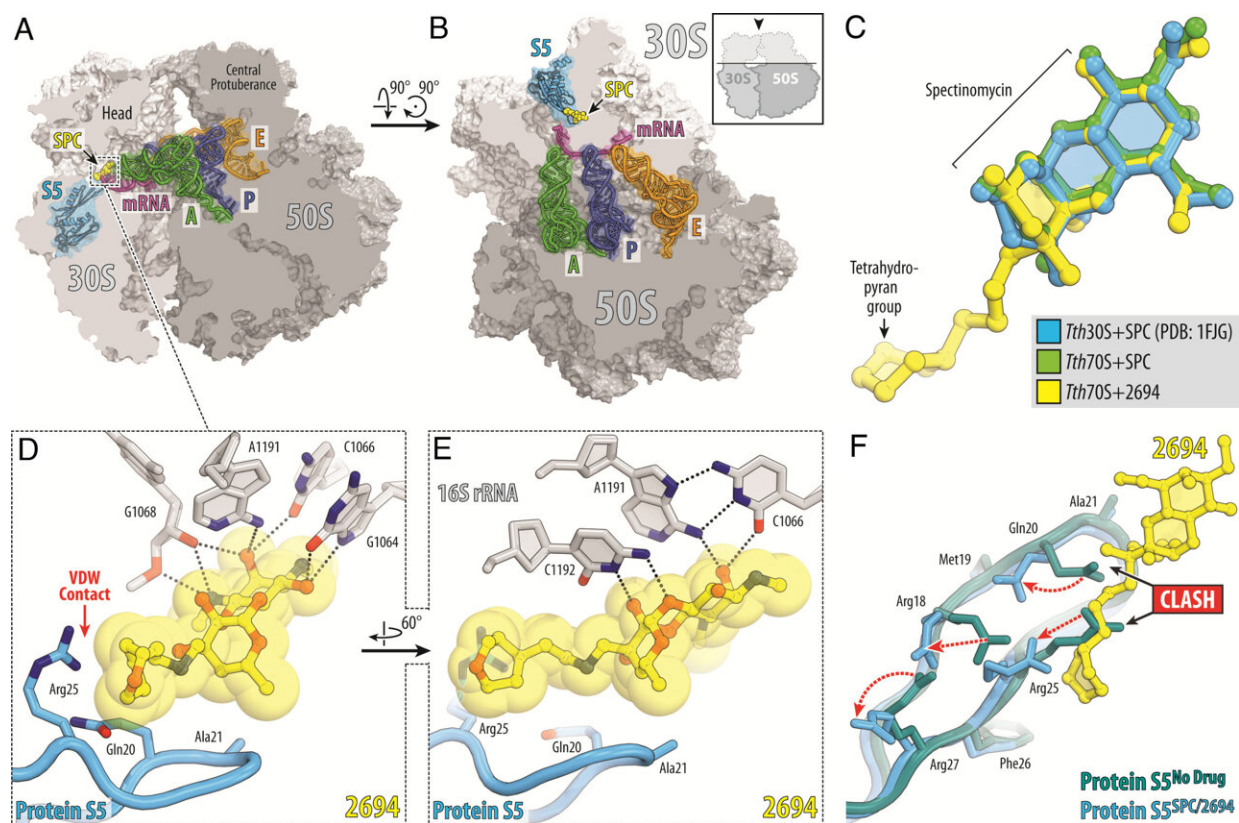 A
Head
Central
Protuberance
SPC
S5
mRNA
A
P
E
30S
50S
90° 90°
B
S5
SPC
mRNA
A
P
E
30S
50S
30S 50S
C
Spectinomycin
Tetrahydro-
pyran
group
Tth30S+SPC (PDB: 1FJG)
Tth70S+SPC
Tth70S+2694
D
A1191
C1066
G1068
G1064
VDW
Contact
Arg25
Gln20
Ala21
Protein S5
2694
60°
E
16S rRNA
A1191
C1066
C1192
Arg25
Gln20
Ala21
Protein S5
2694
F
2694
Ala21
Gln20
Met19
Arg18
CLASH
Arg25
Arg27
Phe26
Protein S5No Drug
Protein S5SPC/2694